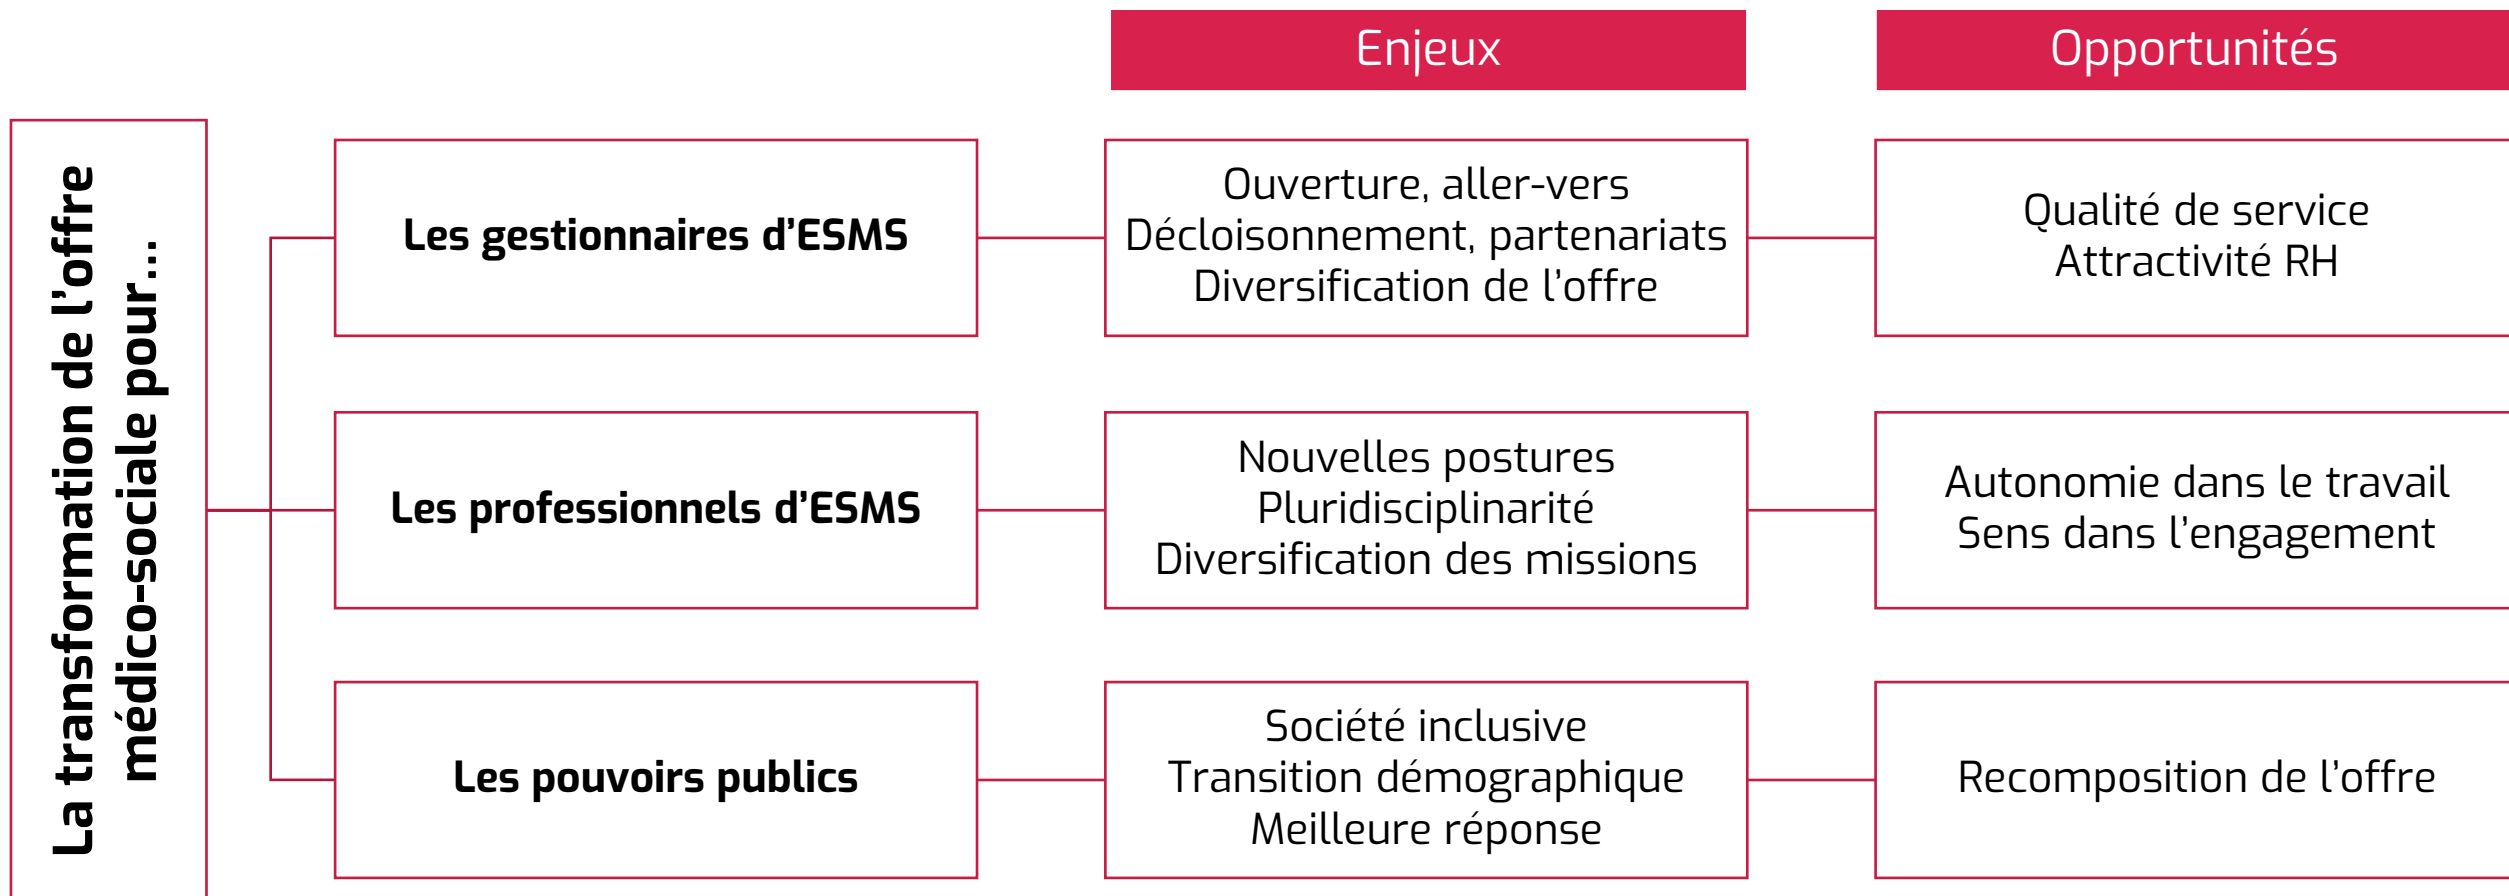 Enjeux
Opportunités
La transformation de l’offre
médico-sociale pour...
Les gestionnaires d’ESMS
Ouverture, aller-vers
Décloisonnement, partenariats
Diversification de l’offre
Qualité de service
Attractivité RH
Les professionnels d’ESMS
Nouvelles postures
Pluridisciplinarité
Diversification des missions
Autonomie dans le travail
Sens dans l’engagement
Les pouvoirs publics
Société inclusive
Transition démographique
Meilleure réponse
Recomposition de l’offre